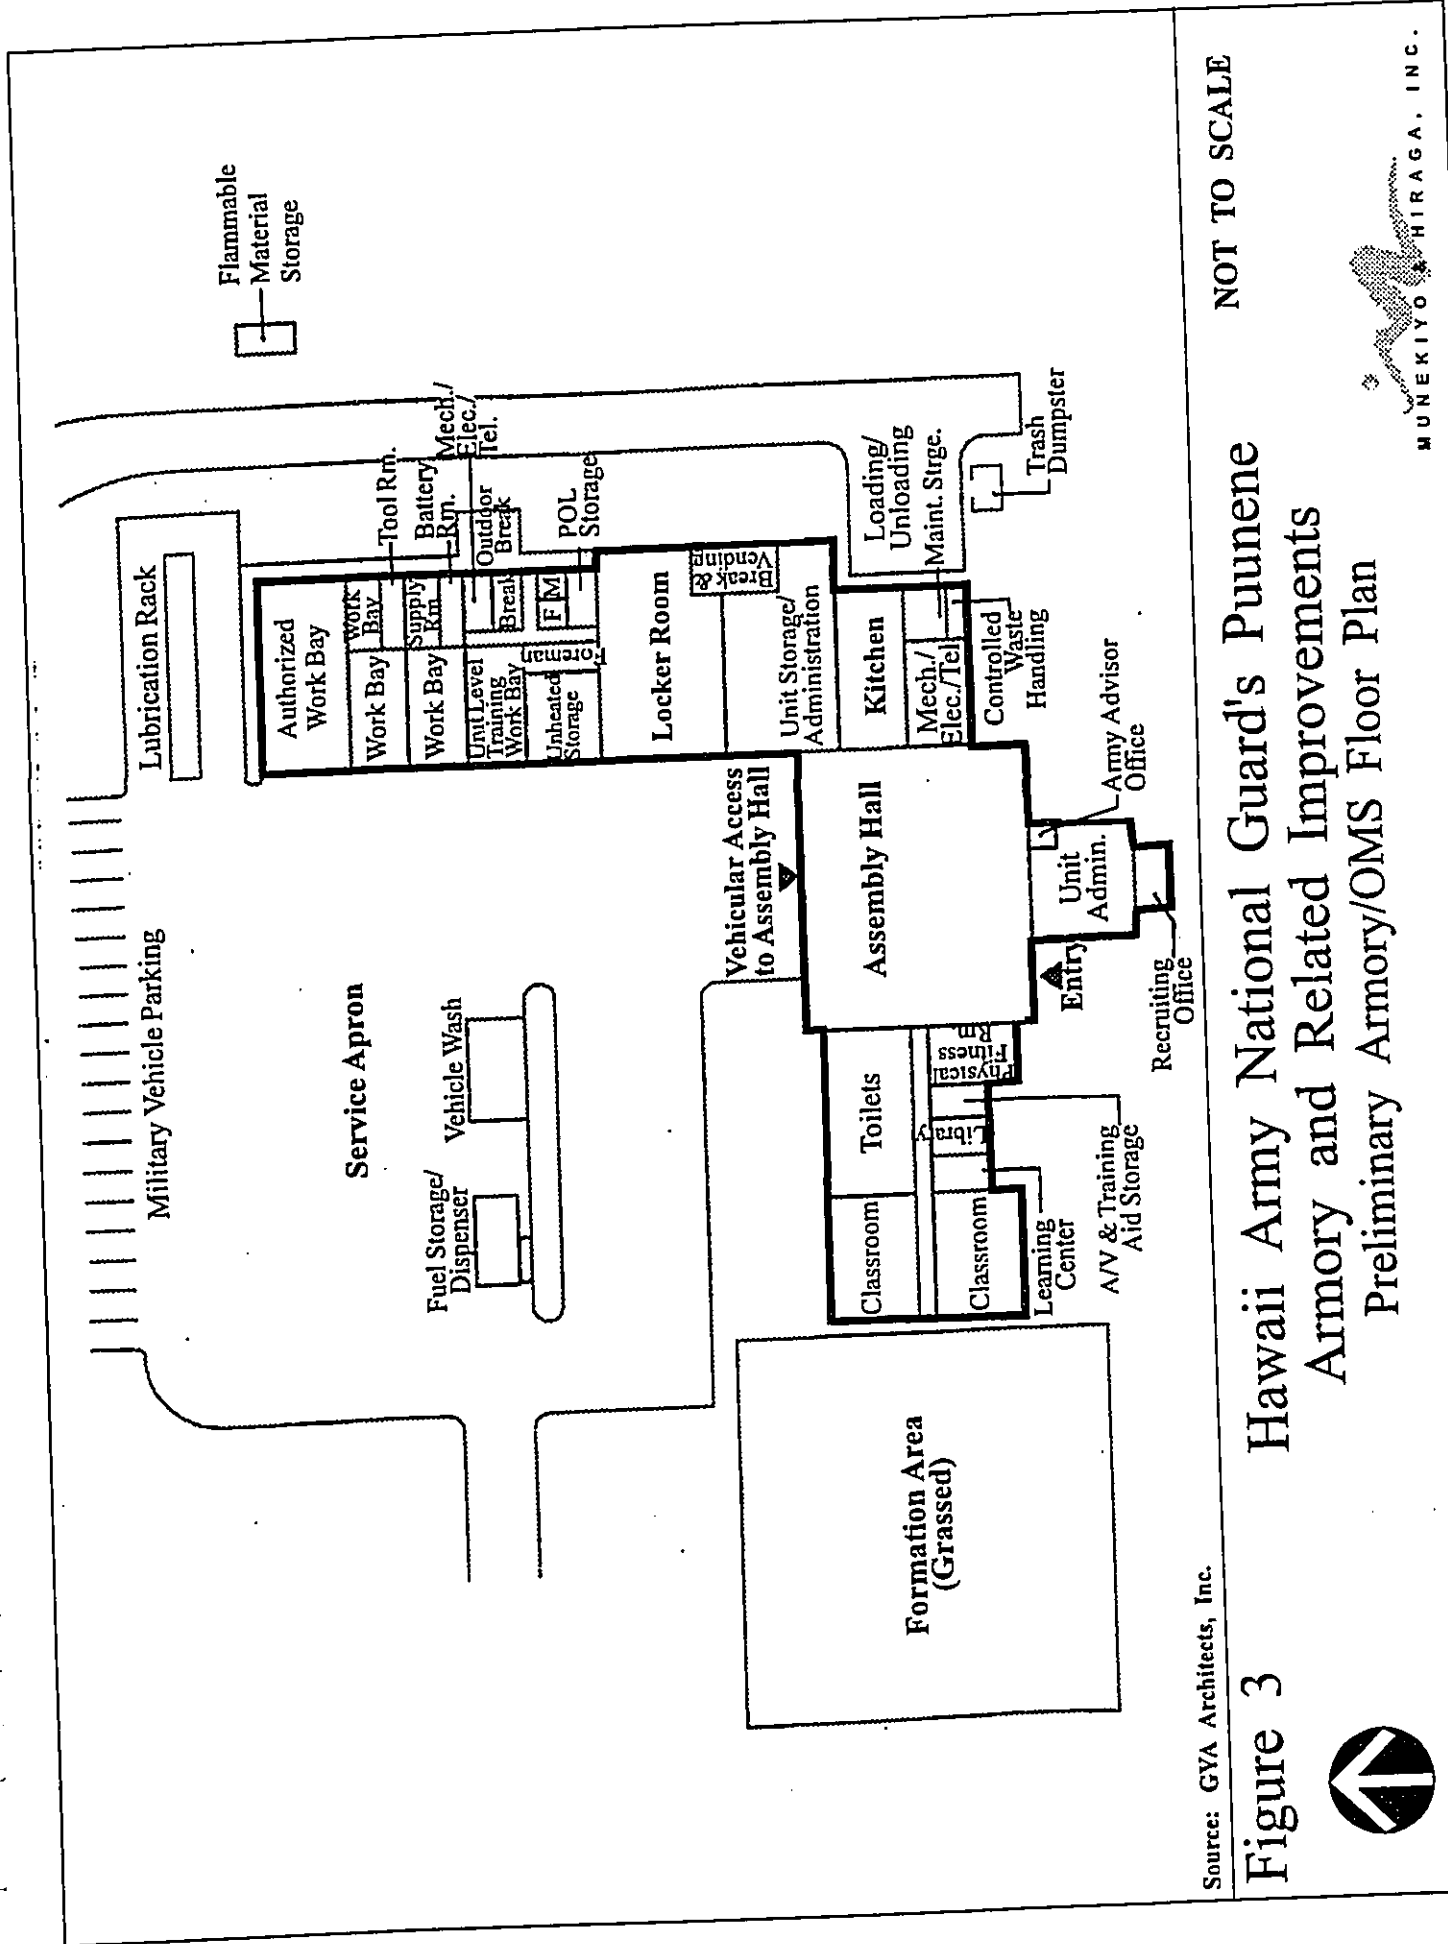 Flammable
Material
Storage
Lubrication Rack
Military Vehicle Parking
Authorized
Work Bay
Work
Bay
Tool Rm.
Work Bay
Supply
Rm
Battery
Rm.
Work Bay
Mech./
Elec./
Tel.
Unit Level
Training
Work Bay
Break
Outdoor
Break
Foreman
F
M
POL
Storage
Unheated
Storage
Service Apron
Vehicle Wash
Fuel Storage/
Dispenser
Locker Room
Break &
Vending
Unit Storage/
Administration
Vehicular Access
to Assembly Hall
Kitchen
Loading/
Unloading
Maint. Strge.
Mech./
Elec./Tel
Controlled
Waste
Handling
Trash
Dumpster
Assembly Hall
Army Advisor
Office
Unit
Admin.
Entry
Recruiting
Office
Toilets
Physical
Fitness
Rm
Library
Classroom
Classroom
Learning
Center
A/V & Training
Aid Storage
Formation Area
(Grassed)
Source: GYA Architects, Inc.
Figure 3
Hawaii Army National Guard's Puunene
Armory and Related Improvements
Preliminary Armory/OMS Floor Plan
NOT TO SCALE
MUNEKIYO & HIRAGA, INC.